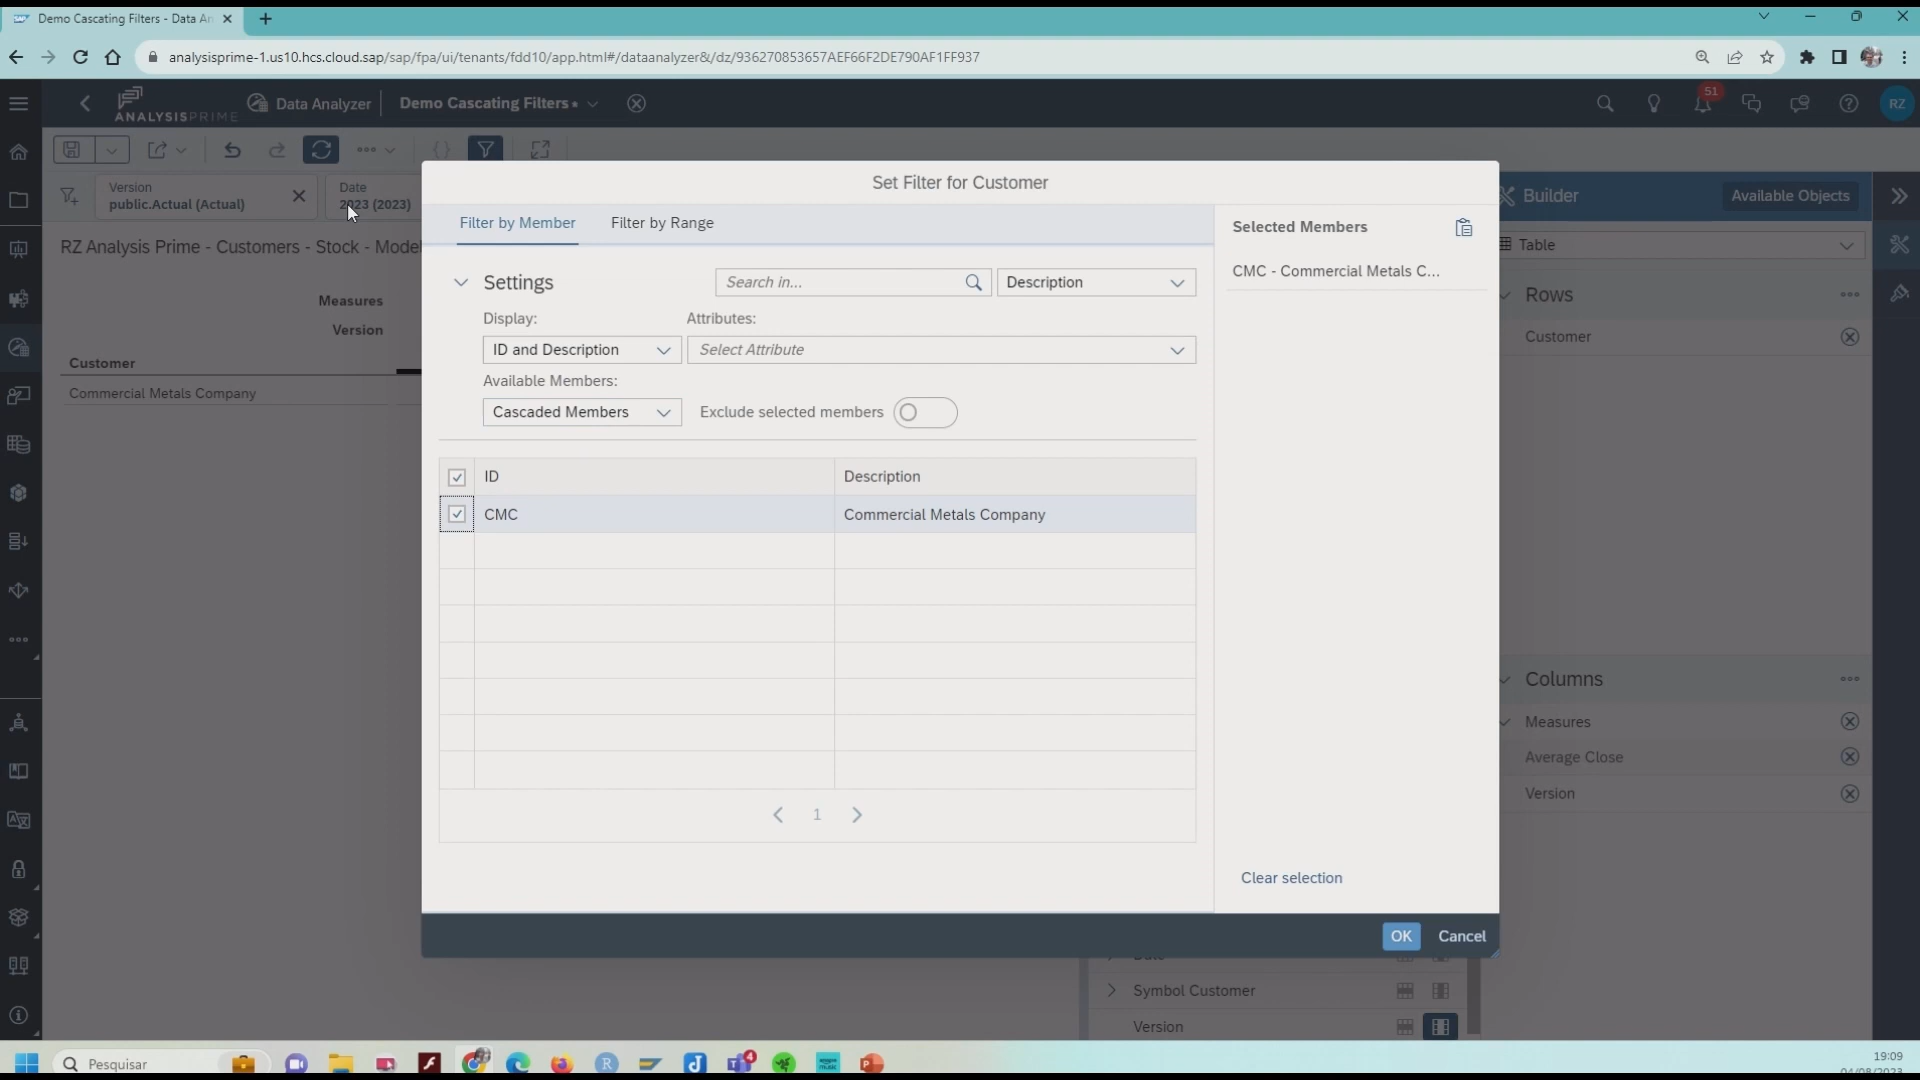 Demo Cascating Filters - Data An
analysisprime-1.us10.hcs.cloud.sap/sap/fpa/ui/tenants/fdd10/app.html#/dataanalyzer&/dz/936270853657AEF66F2DE790AF1FF937
ANALYSISPRIME
Data Analyzer
Demo Cascating Filters *
51
RZ
Version
public.Actual (Actual)
Date
2023 (2023)
Set Filter for Customer
Builder
Available Objects
Filter by Member
Filter by Range
Selected Members
RZ Analysis Prime - Customers - Stock - Model
Table
CMC - Commercial Metals C...
Settings
Search in...
Description
Measures
Rows
Display:
Attributes:
Version
Customer
ID and Description
Select Attribute
Customer
Available Members:
Commercial Metals Company
Cascaded Members
Exclude selected members
ID
Description
CMC
Commercial Metals Company
Columns
Measures
Average Close
Version
1
Clear selection
OK
Cancel
Symbol Customer
Version
Pesquisar
4
19:09
04/08/2023